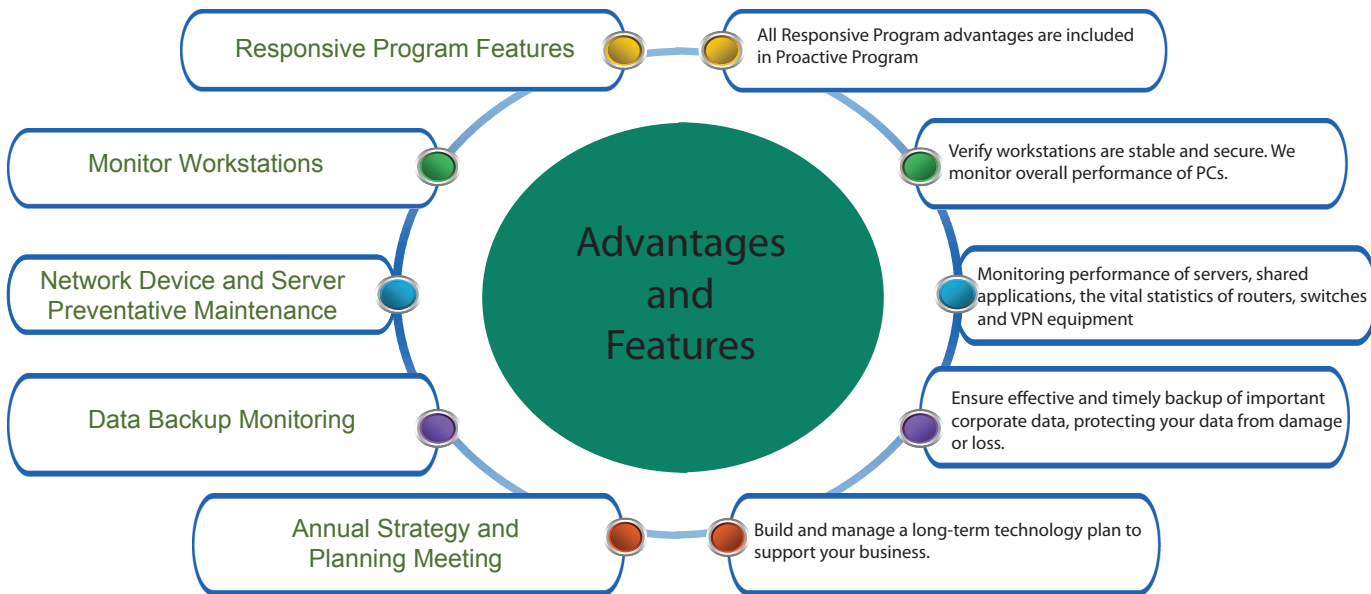 Responsive Program Features
All Responsive Program advantages are included
in Proactive Program
Monitor Workstations
Verify workstations are stable and secure. We
monitor overall performance of PCs.
Advantages
and
Features
Network Device and Server
Preventative Maintenance
Monitoring performance of servers, shared
applications, the vital statistics of routers, switches
and VPN equipment
Data Backup Monitoring
Ensure effective and timely backup of important
corporate data, protecting your data from damage
or loss.
Annual Strategy and
Planning Meeting
Build and manage a long-term technology plan to
support your business.